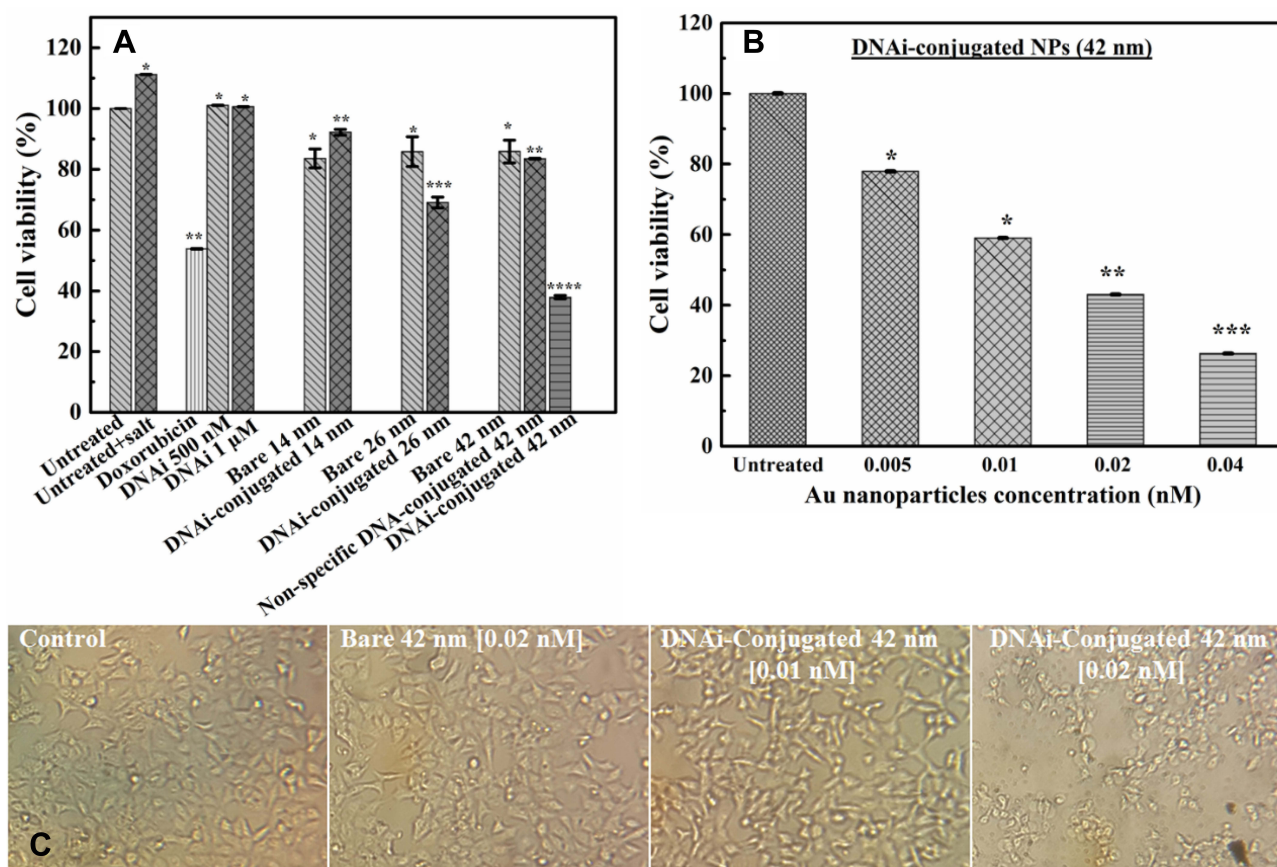 A
Cell viability (%)
120
100
80
60
40
20
0
*
**
*
*
*
**
*
***
*
**
****
Untreated
Untreated+salt
Doxorubicin
DNAi 500 nM
DNAi 1 μM
Bare 14 nm
DNAi-conjugated 14 nm
Bare 26 nm
DNAi-conjugated 26 nm
Bare 42 nm
Non-specific DNA-conjugated 42 nm
DNAi-conjugated 42 nm
B
DNAi-conjugated NPs (42 nm)
Cell viability (%)
120
100
80
60
40
20
0
*
*
**
***
Untreated
0.005
0.01
0.02
0.04
Au nanoparticles concentration (nM)
Control
Bare 42 nm [0.02 nM]
DNAi-Conjugated 42 nm
[0.01 nM]
DNAi-Conjugated 42 nm
[0.02 nM]
C